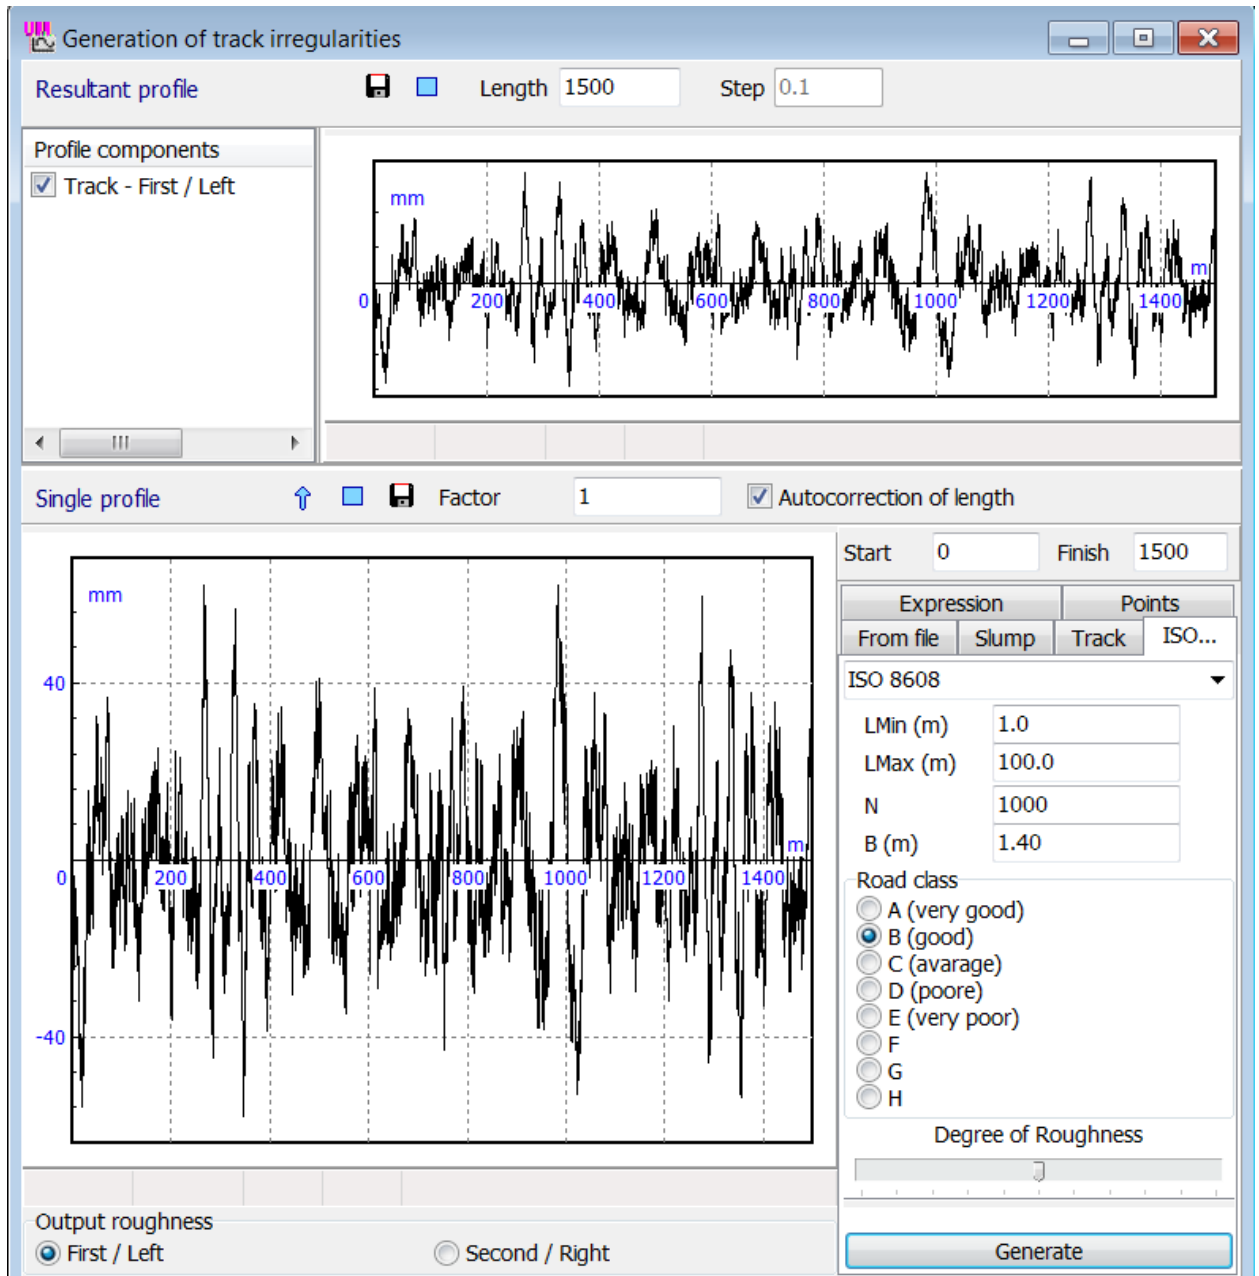 UM Generation of track irregularities
Resultant profile Length 1500 Step 0.1
Profile components
Track - First / Left
mm
m
0 200 400 600 800 1000 1200 1400
Single profile Factor 1 Autocorrection of length
Start 0 Finish 1500
Expression Points
From file Slump Track ISO...
ISO 8608
LMin (m) 1.0
LMax (m) 100.0
N 1000
B (m) 1.40
Road class
A (very good)
B (good)
C (avarage)
D (poore)
E (very poor)
F
G
H
Degree of Roughness
Generate
mm
40
m
0 200 400 600 800 1000 1200 1400
-40
Output roughness
First / Left Second / Right